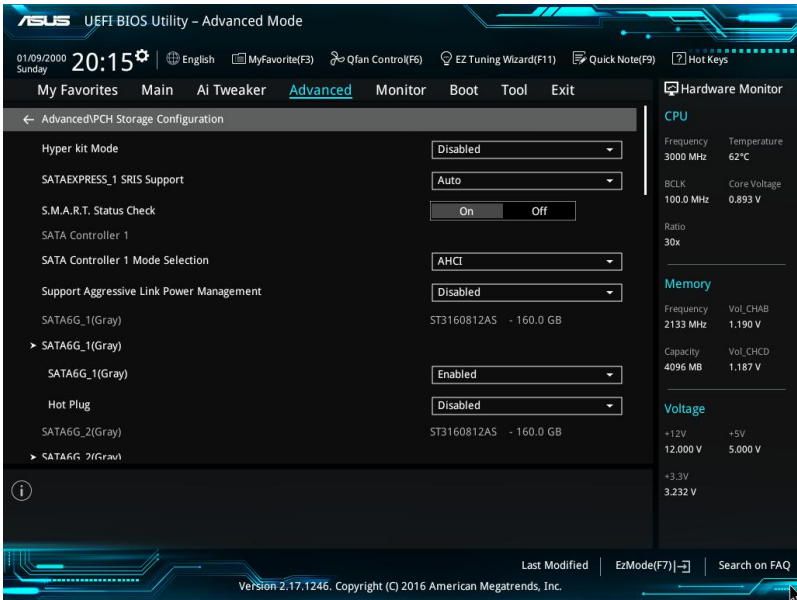 ASUS UEFI BIOS Utility – Advanced Mode
01/09/2000
Sunday
20:15
English
MyFavorite(F3)
Qfan Control(F6)
EZ Tuning Wizard(F11)
Quick Note(F9)
? Hot Keys
My Favorites
Main
Ai Tweaker
Advanced
Monitor
Boot
Tool
Exit
← Advanced\PCH Storage Configuration
Hyper kit Mode Disabled
SATAEXPRESS_1 SRIS Support Auto
S.M.A.R.T. Status Check On Off
SATA Controller 1
SATA Controller 1 Mode Selection AHCI
Support Aggressive Link Power Management Disabled
SATA6G_1(Gray) ST3160812AS - 160.0 GB
SATA6G_1(Gray)
SATA6G_1(Gray) Enabled
Hot Plug Disabled
SATA6G_2(Gray) ST3160812AS - 160.0 GB
SATA6G_2(Gray)
Hardware Monitor
CPU
Frequency Temperature
3000 MHz 62°C
BCLK Core Voltage
100.0 MHz 0.893 V
Ratio
30x
Memory
Frequency Vol_CHAB
2133 MHz 1.190 V
Capacity Vol_CHCD
4096 MB 1.187 V
Voltage
+12V +5V
12.000 V 5.000 V
+3.3V
3.232 V
i
Last Modified
EzMode(F7)
Search on FAQ
Version 2.17.1246. Copyright (C) 2016 American Megatrends, Inc.